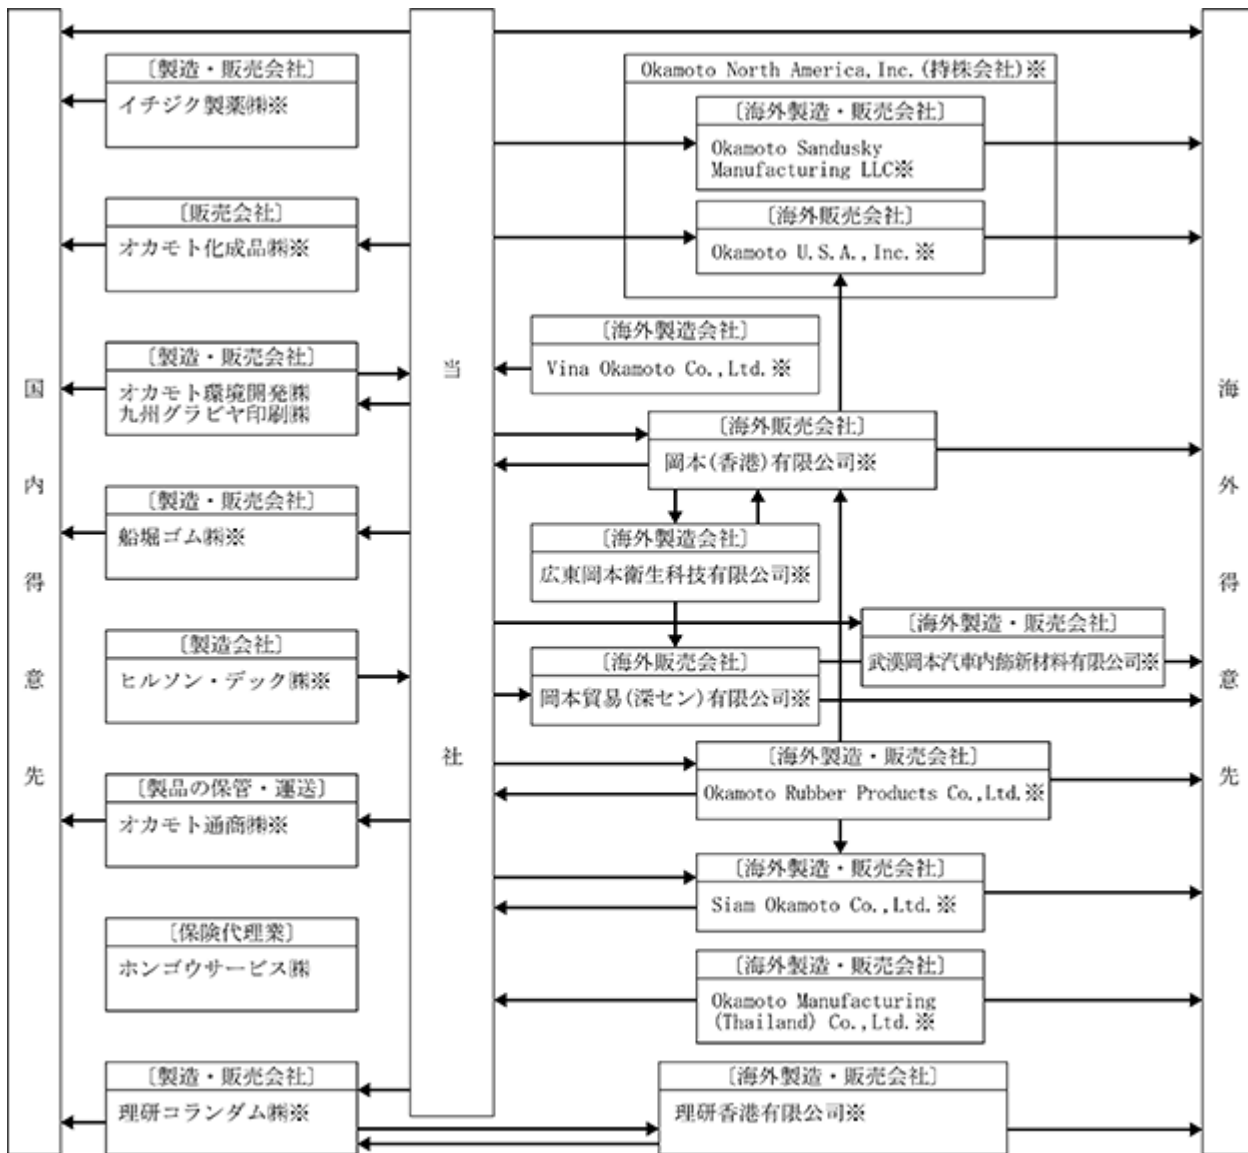 国内得意先
〔製造・販売会社〕
イチジク製薬㈱※
〔販売会社〕
オカモト化成品㈱※
〔製造・販売会社〕
オカモト環境開発㈱
九州グラビヤ印刷㈱
〔製造・販売会社〕
船堀ゴム㈱※
〔製造会社〕
ヒルソン・デック㈱※
〔製品の保管・運送〕
オカモト通商㈱※
〔保険代理業〕
ホンゴウサービス㈱
〔製造・販売会社〕
理研コランダム㈱※
当社
Okamoto North America,Inc.(持株会社)※
〔海外製造・販売会社〕
Okamoto Sandusky
Manufacturing LLC※
〔海外販売会社〕
Okamoto U.S.A.,Inc.※
〔海外製造会社〕
Vina Okamoto Co.,Ltd.※
〔海外販売会社〕
岡本(香港)有限公司※
〔海外製造会社〕
広東岡本衛生科技有限公司※
〔海外製造・販売会社〕
武漢岡本汽車内飾新材料有限公司※
〔海外販売会社〕
岡本貿易(深セン)有限公司※
〔海外製造・販売会社〕
Okamoto Rubber Products Co.,Ltd.※
〔海外製造・販売会社〕
Siam Okamoto Co.,Ltd.※
〔海外製造・販売会社〕
Okamoto Manufacturing
(Thailand) Co.,Ltd.※
〔海外製造・販売会社〕
理研香港有限公司※
海外得意先